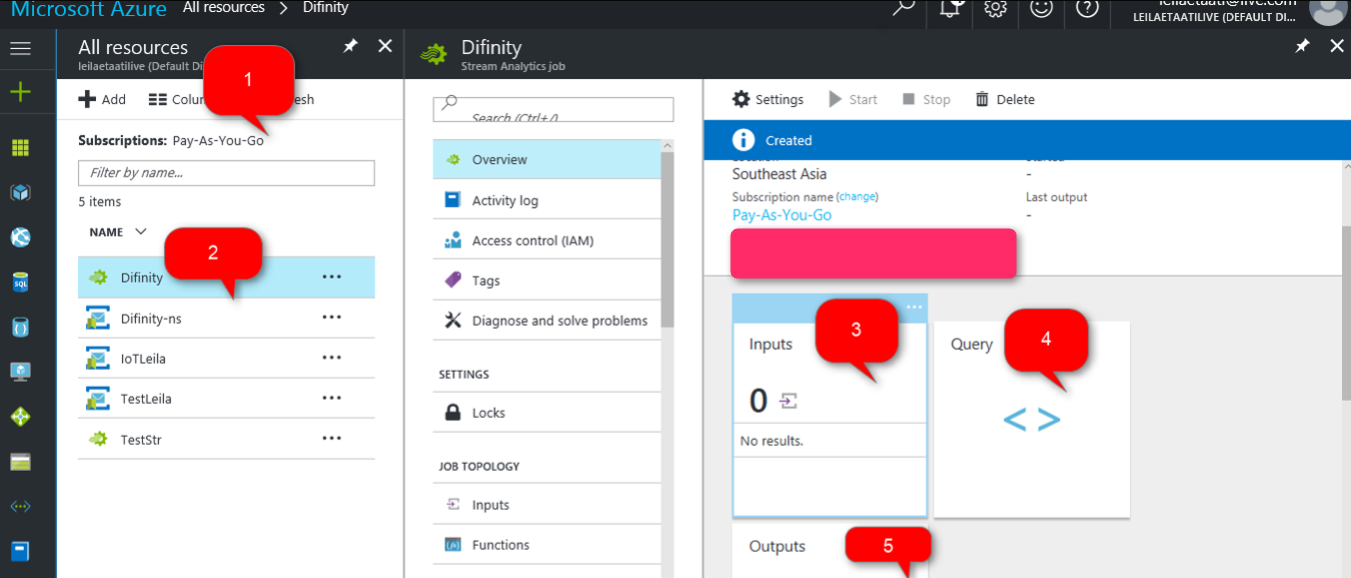 Microsoft Azure All resources > Difinity
leilaetaati@live.com
LEILAETAATILIVE (DEFAULT DI...
All resources
leilaetaatilive (Default Di
Difinity
Stream Analytics job
1
Add
Search (Ctrl+/)
Settings
Start
Stop
Delete
Subscriptions: Pay-As-You-Go
Filter by name...
5 items
NAME
2
Difinity
Difinity-ns
IoTLeila
TestLeila
TestStr
Overview
Activity log
Access control (IAM)
Tags
Diagnose and solve problems
SETTINGS
Locks
JOB TOPOLOGY
Inputs
Functions
Created
Southeast Asia
-
Subscription name (change)
Pay-As-You-Go
Last output
-
Inputs
3
0
No results.
Query
4
< >
Outputs
5